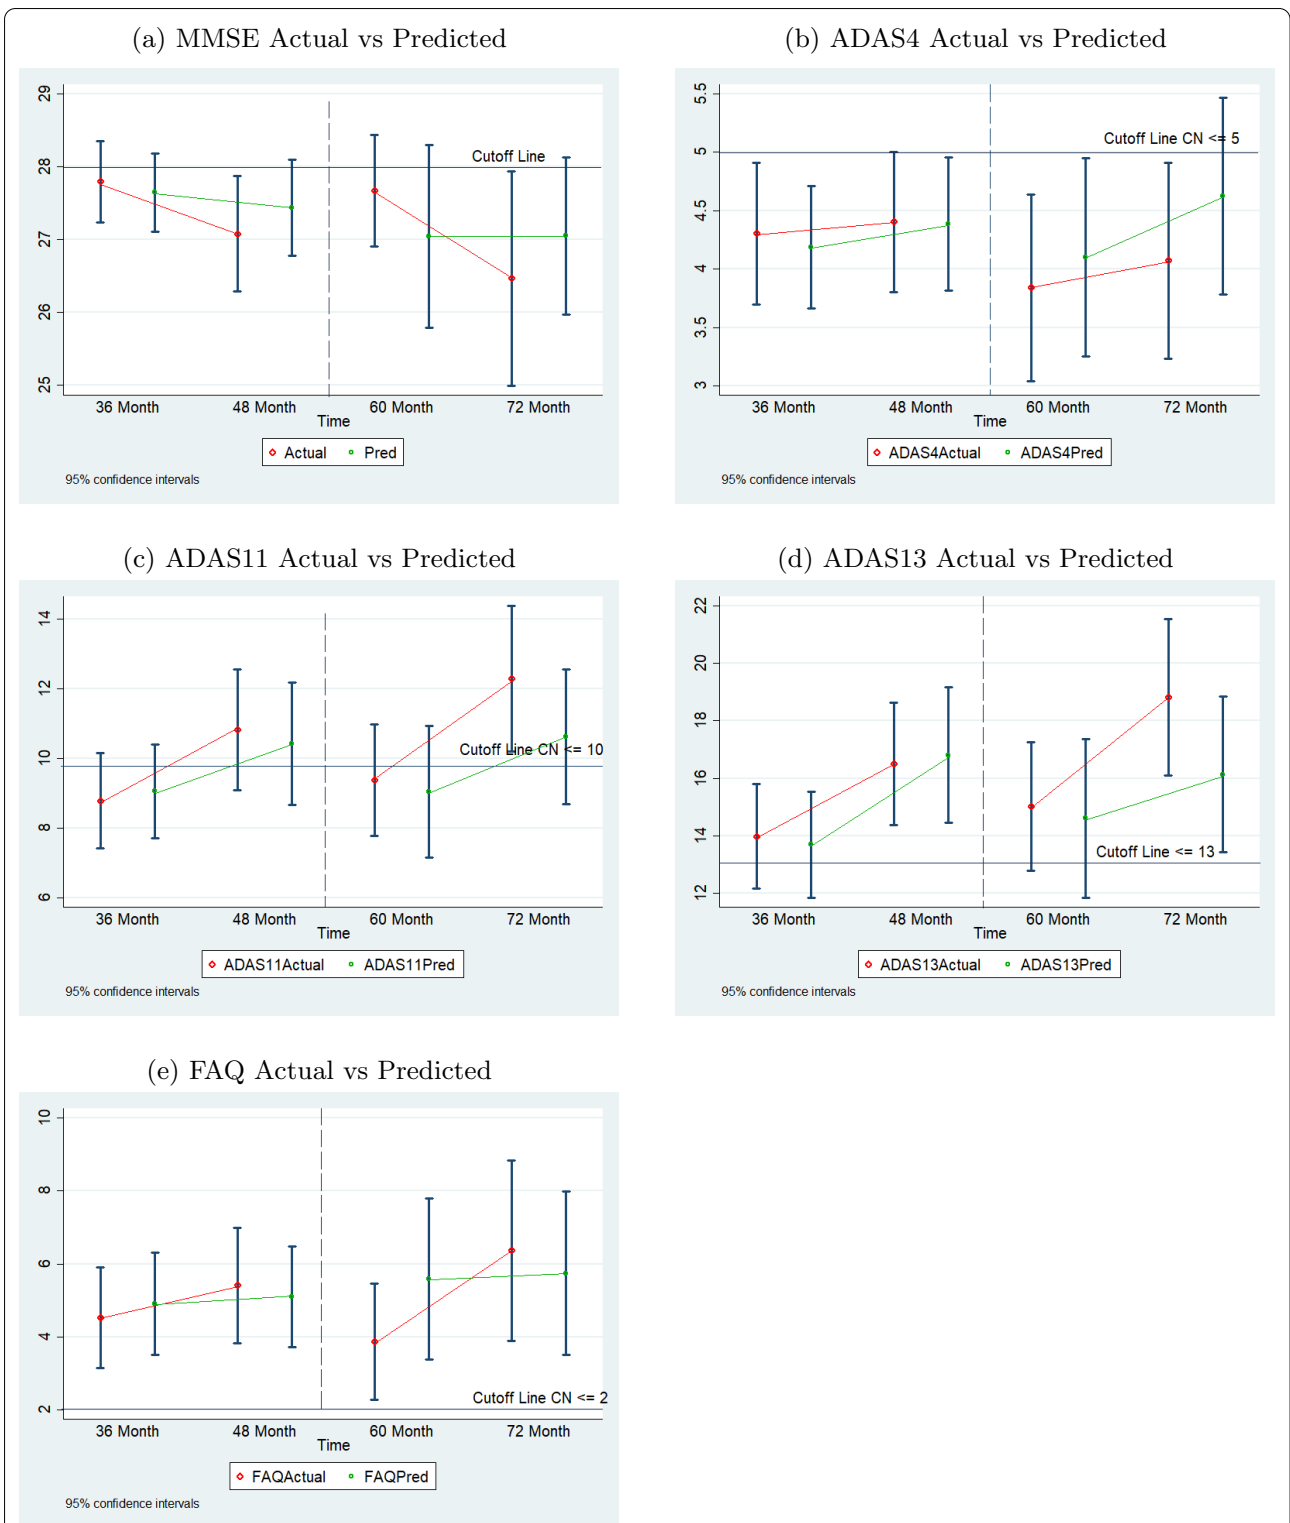 (a) MMSE Actual vs Predicted
29
28
27
26
25
Cutoff Line
36 Month 48 Month 60 Month 72 Month
Time
Actual Pred
95% confidence intervals
(b) ADAS4 Actual vs Predicted
5.5
5
4.5
4
3.5
3
Cutoff Line CN <= 5
36 Month 48 Month 60 Month 72 Month
Time
ADAS4Actual ADAS4Pred
95% confidence intervals
(c) ADAS11 Actual vs Predicted
14
12
10
8
6
Cutoff Line CN <= 10
36 Month 48 Month 60 Month 72 Month
Time
ADAS11Actual ADAS11Pred
95% confidence intervals
(d) ADAS13 Actual vs Predicted
22
20
18
16
14
12
Cutoff Line <= 13
36 Month 48 Month 60 Month 72 Month
Time
ADAS13Actual ADAS13Pred
95% confidence intervals
(e) FAQ Actual vs Predicted
10
8
6
4
2
Cutoff Line CN <= 2
36 Month 48 Month 60 Month 72 Month
Time
FAQActual FAQPred
95% confidence intervals